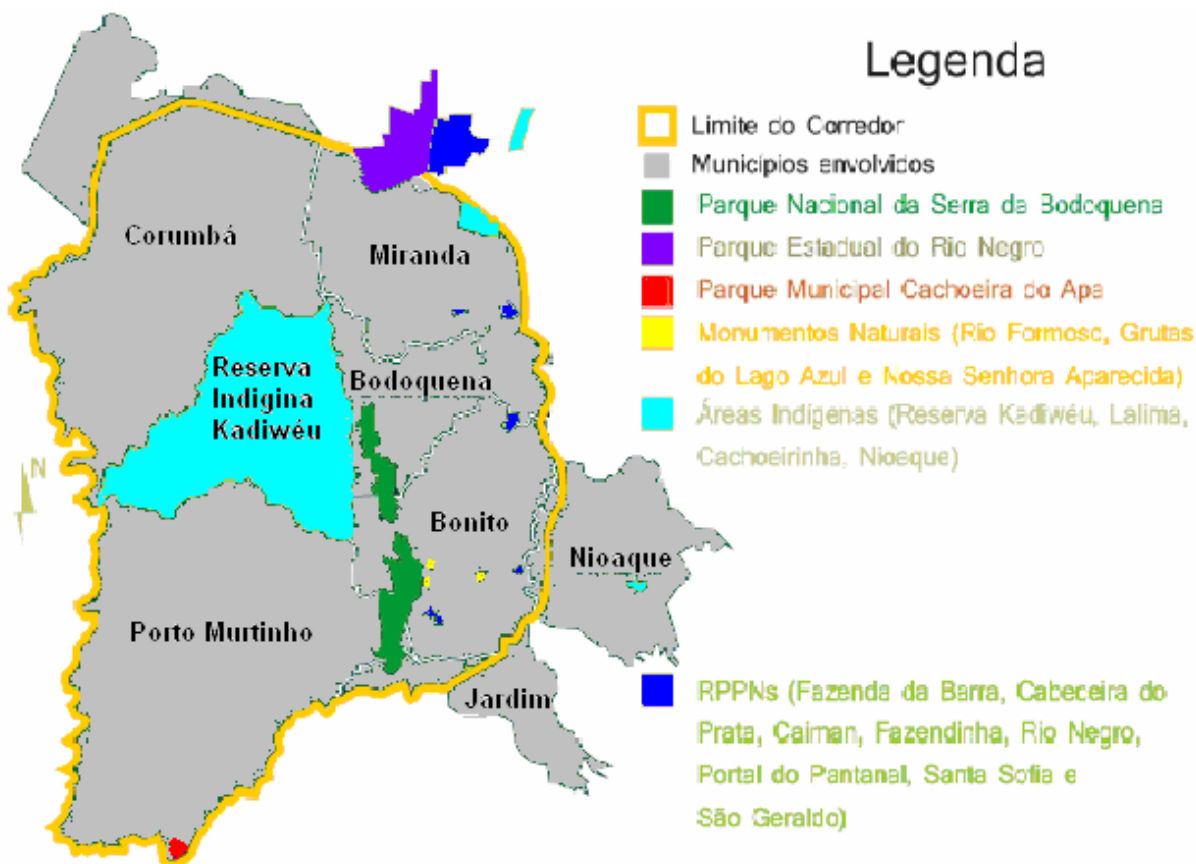 Legenda
Limite do Corredor
Municípios envolvidos
Parque Nacional da Serra da Bodoquena
Parque Estadual do Rio Negro
Parque Municipal Cachoeira do Apa
Monumentos Naturais (Rio Formoso, Grutas
do Lago Azul e Nossa Senhora Aparecida)
Áreas Indígenas (Reserva Kadiwéu, Lalima,
Cachoeirinha, Nioaque)
RPPNs (Fazenda da Barra, Cabeceira do
Prata, Caiman, Fazendinha, Rio Negro,
Portal do Pantanal, Santa Sofia e
São Geraldo)
Corumbá
Miranda
Reserva
Indigina
Kadiwéu
Bodoquena
N
Bonito
Nioaque
Porto Murtinho
Jardim